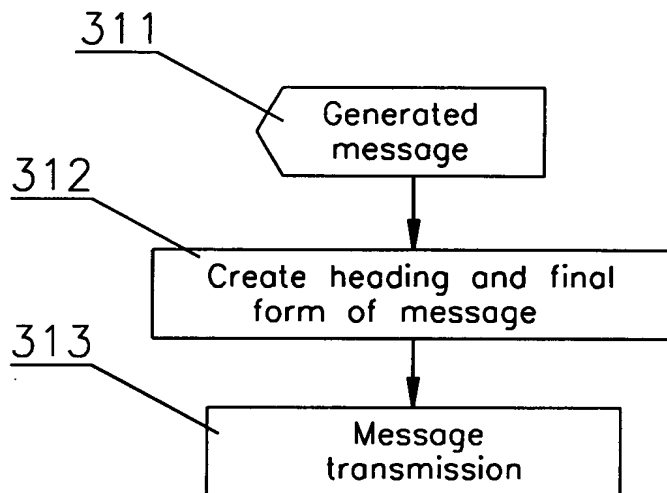 311
Generated
message
312
Create heading and final
form of message
313
Message
transmission